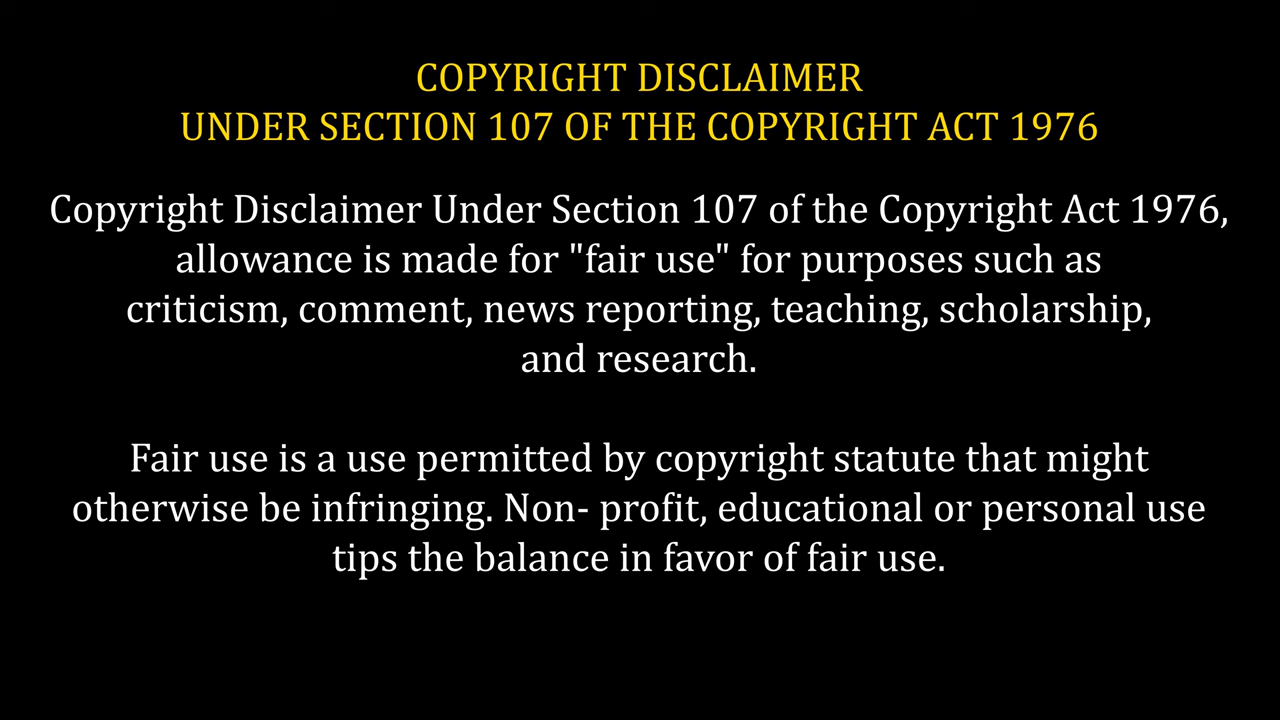 COPYRIGHT DISCLAIMER
UNDER SECTION 107 OF THE COPYRIGHT ACT 1976
Copyright Disclaimer Under Section 107 of the Copyright Act 1976,
allowance is made for "fair use" for purposes such as
criticism, comment, news reporting, teaching, scholarship,
and research.
Fair use is a use permitted by copyright statute that might
otherwise be infringing. Non- profit, educational or personal use
tips the balance in favor of fair use.